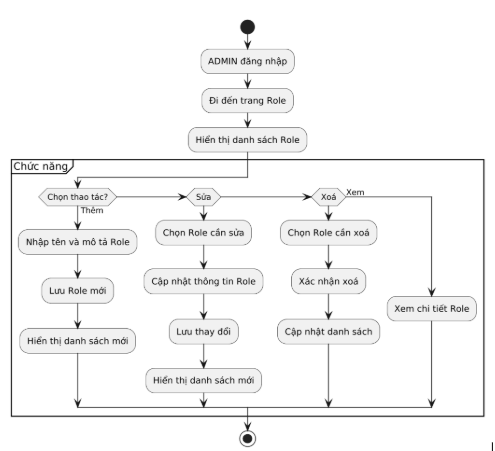 ADMIN đăng nhập
Đi đến trang Role
Hiển thị danh sách Role
Chức năng
Chọn thao tác?
Sửa
Xoá
Xem
Thêm
Nhập tên và mô tả Role
Chọn Role cần sửa
Chọn Role cần xoá
Lưu Role mới
Cập nhật thông tin Role
Xác nhận xoá
Xem chi tiết Role
Hiển thị danh sách mới
Lưu thay đổi
Cập nhật danh sách
Hiển thị danh sách mới